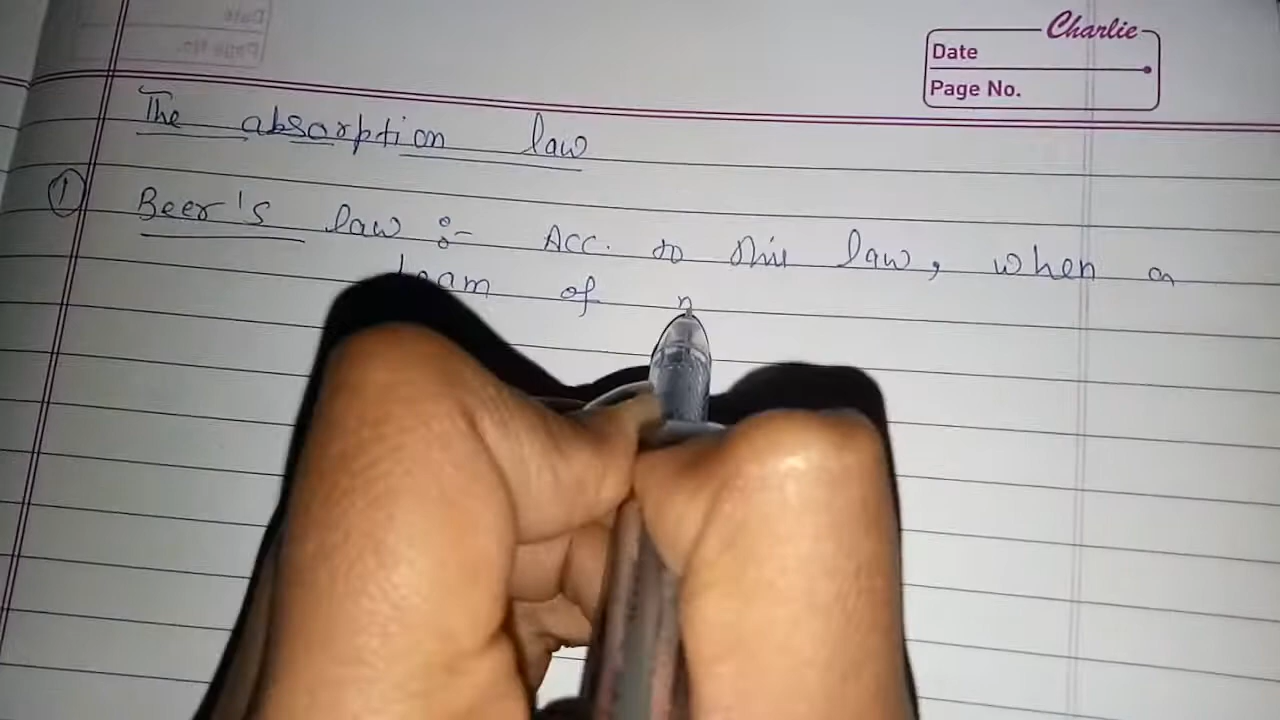 Charlie
Date
Page No.
The absorption law
① Beer's law :- Acc. to this law, when a
beam of